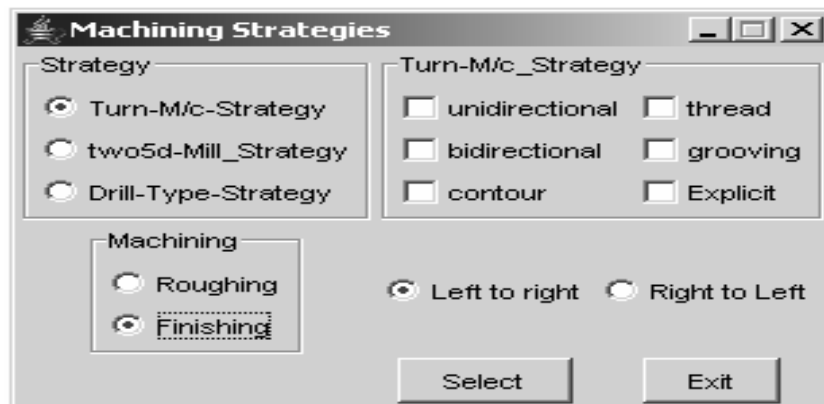 Machining Strategies
Strategy
Turn-M/c-Strategy
two5d-Mill_Strategy
Drill-Type-Strategy
Turn-M/c_Strategy
unidirectional thread
bidirectional grooving
contour Explicit
Machining
Roughing
Finishing
Left to right Right to Left
Select Exit